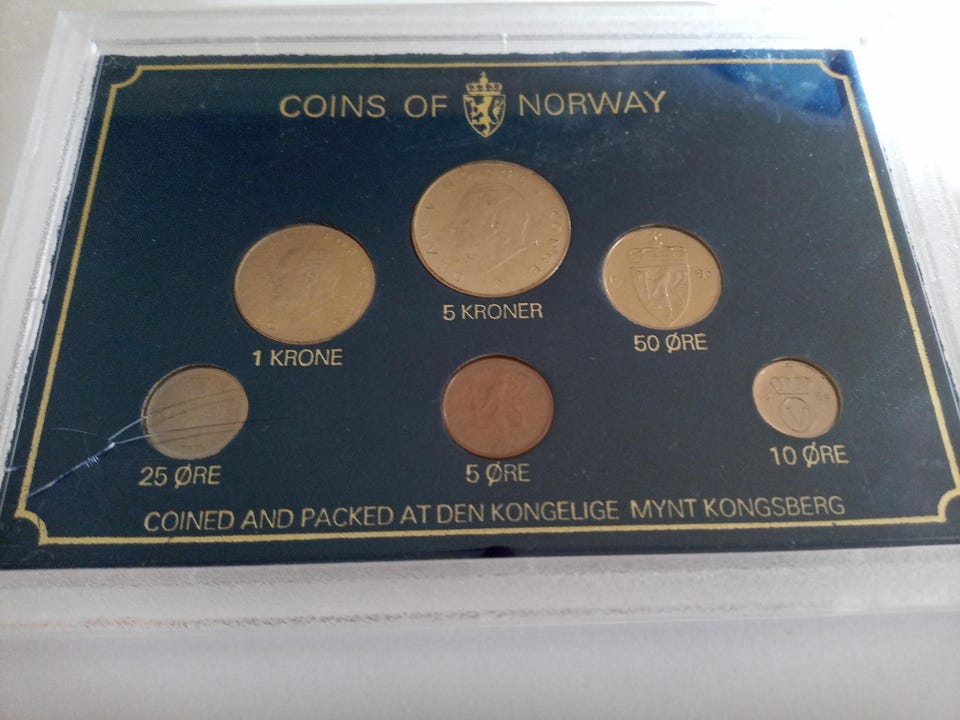 COINS OF NORWAY
5 KRONER
1 KRONE
50 ØRE
25 ØRE
5 ØRE
10 ØRE
COINED AND PACKED AT DEN KONGELIGE MYNT KONGSBERG